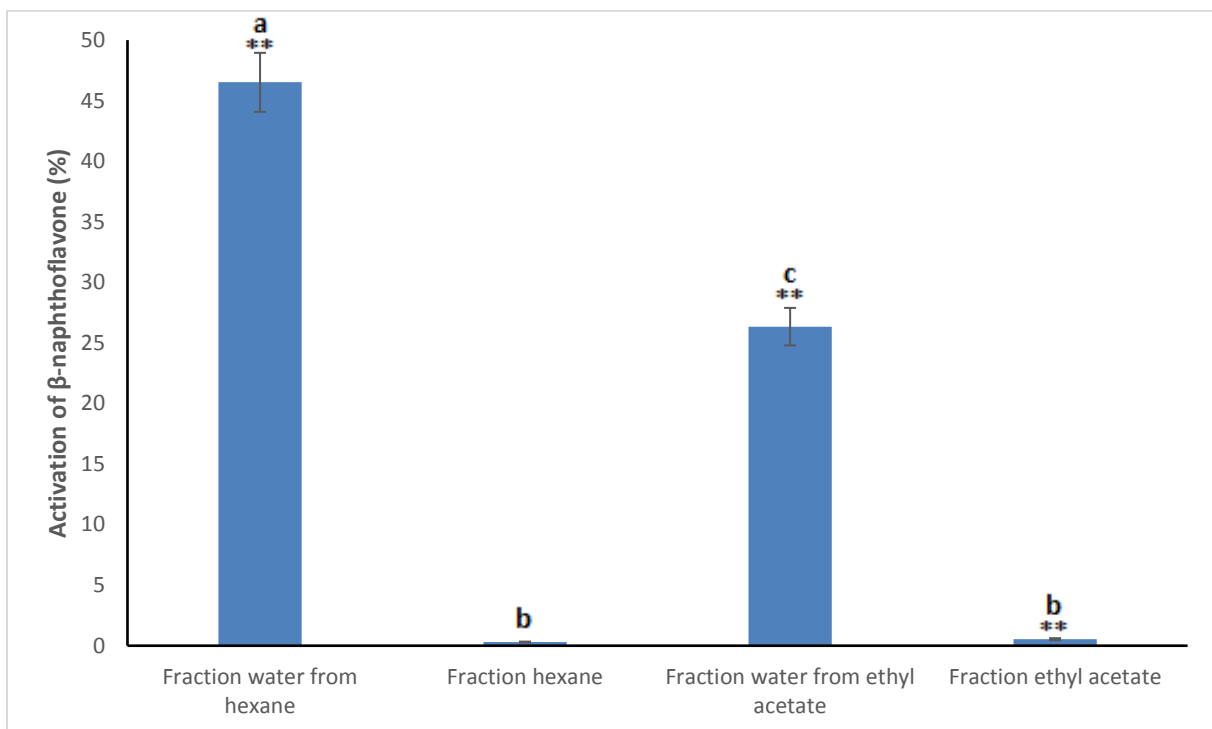 Activation of β-naphthoflavone (%)
50
45
40
35
30
25
20
15
10
5
0
a
**
b
c
**
b
**
Fraction water from
hexane
Fraction hexane
Fraction water from ethyl
acetate
Fraction ethyl acetate